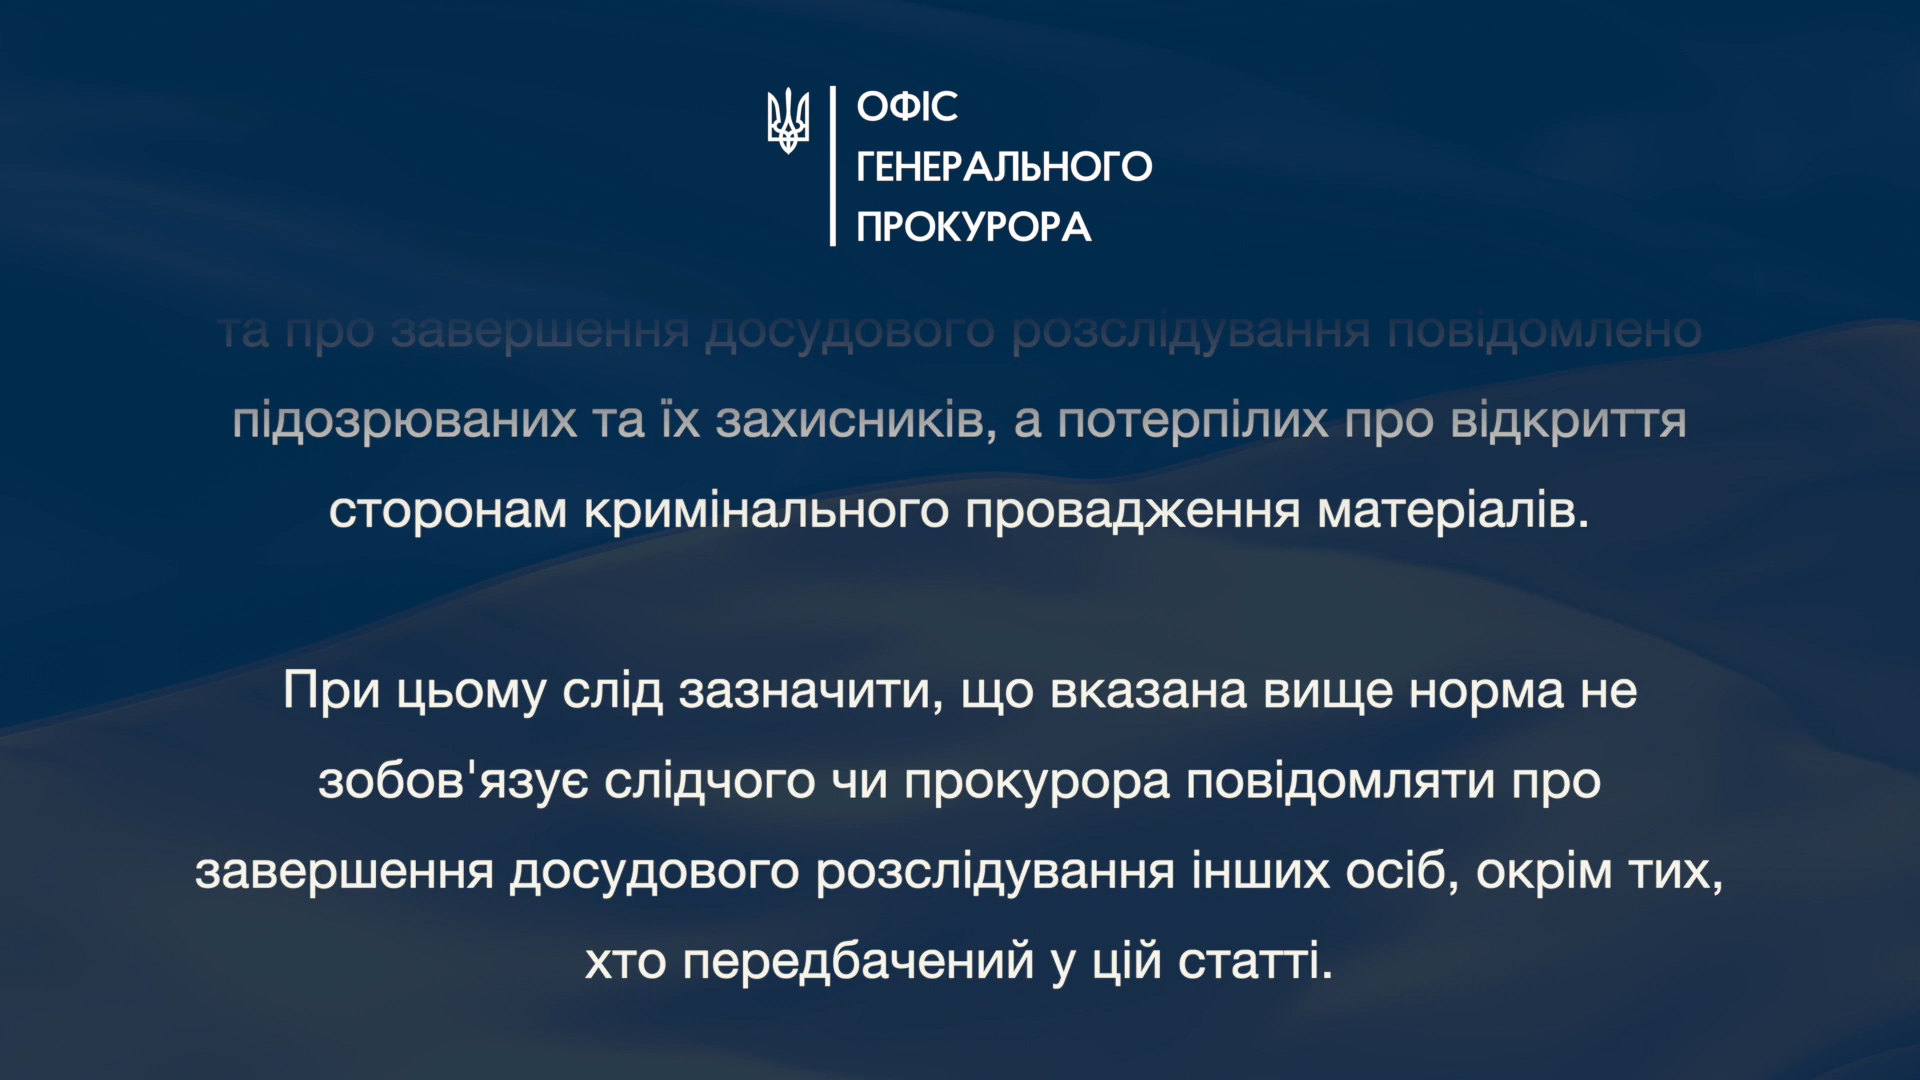 ОФІС
ГЕНЕРАЛЬНОГО
ПРОКУРОРА
та про завершення досудового розслідування повідомлено
підозрюваних та їх захисників, а потерпілих про відкриття
сторонам кримінального провадження матеріалів.
При цьому слід зазначити, що вказана вище норма не
зобов'язує слідчого чи прокурора повідомляти про
завершення досудового розслідування інших осіб, окрім тих,
хто передбачений у цій статті.